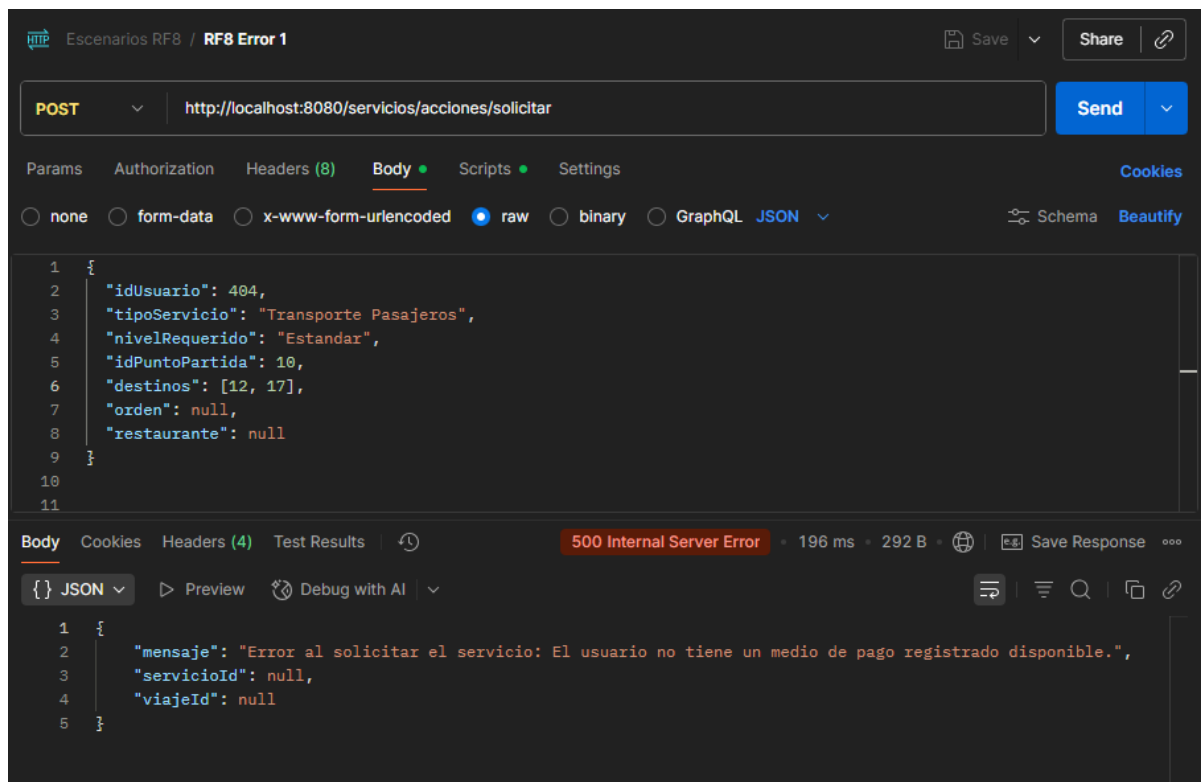 HTTP Escenarios RF8 / RF8 Error 1 Save Share
POST http://localhost:8080/servicios/acciones/solicitar Send
Params Authorization Headers (8) Body Scripts Settings Cookies
none form-data x-www-form-urlencoded raw binary GraphQL JSON Schema Beautify
1 {
2 "idUsuario": 404,
3 "tipoServicio": "Transporte Pasajeros",
4 "nivelRequerido": "Estandar",
5 "idPuntoPartida": 10,
6 "destinos": [12, 17],
7 "orden": null,
8 "restaurante": null
9 }
10
11
Body Cookies Headers (4) Test Results 500 Internal Server Error • 196 ms • 292 B • e.g. Save Response
{} JSON Preview Debug with AI
1 {
2 "mensaje": "Error al solicitar el servicio: El usuario no tiene un medio de pago registrado disponible.",
3 "servicioId": null,
4 "viajeId": null
5 }